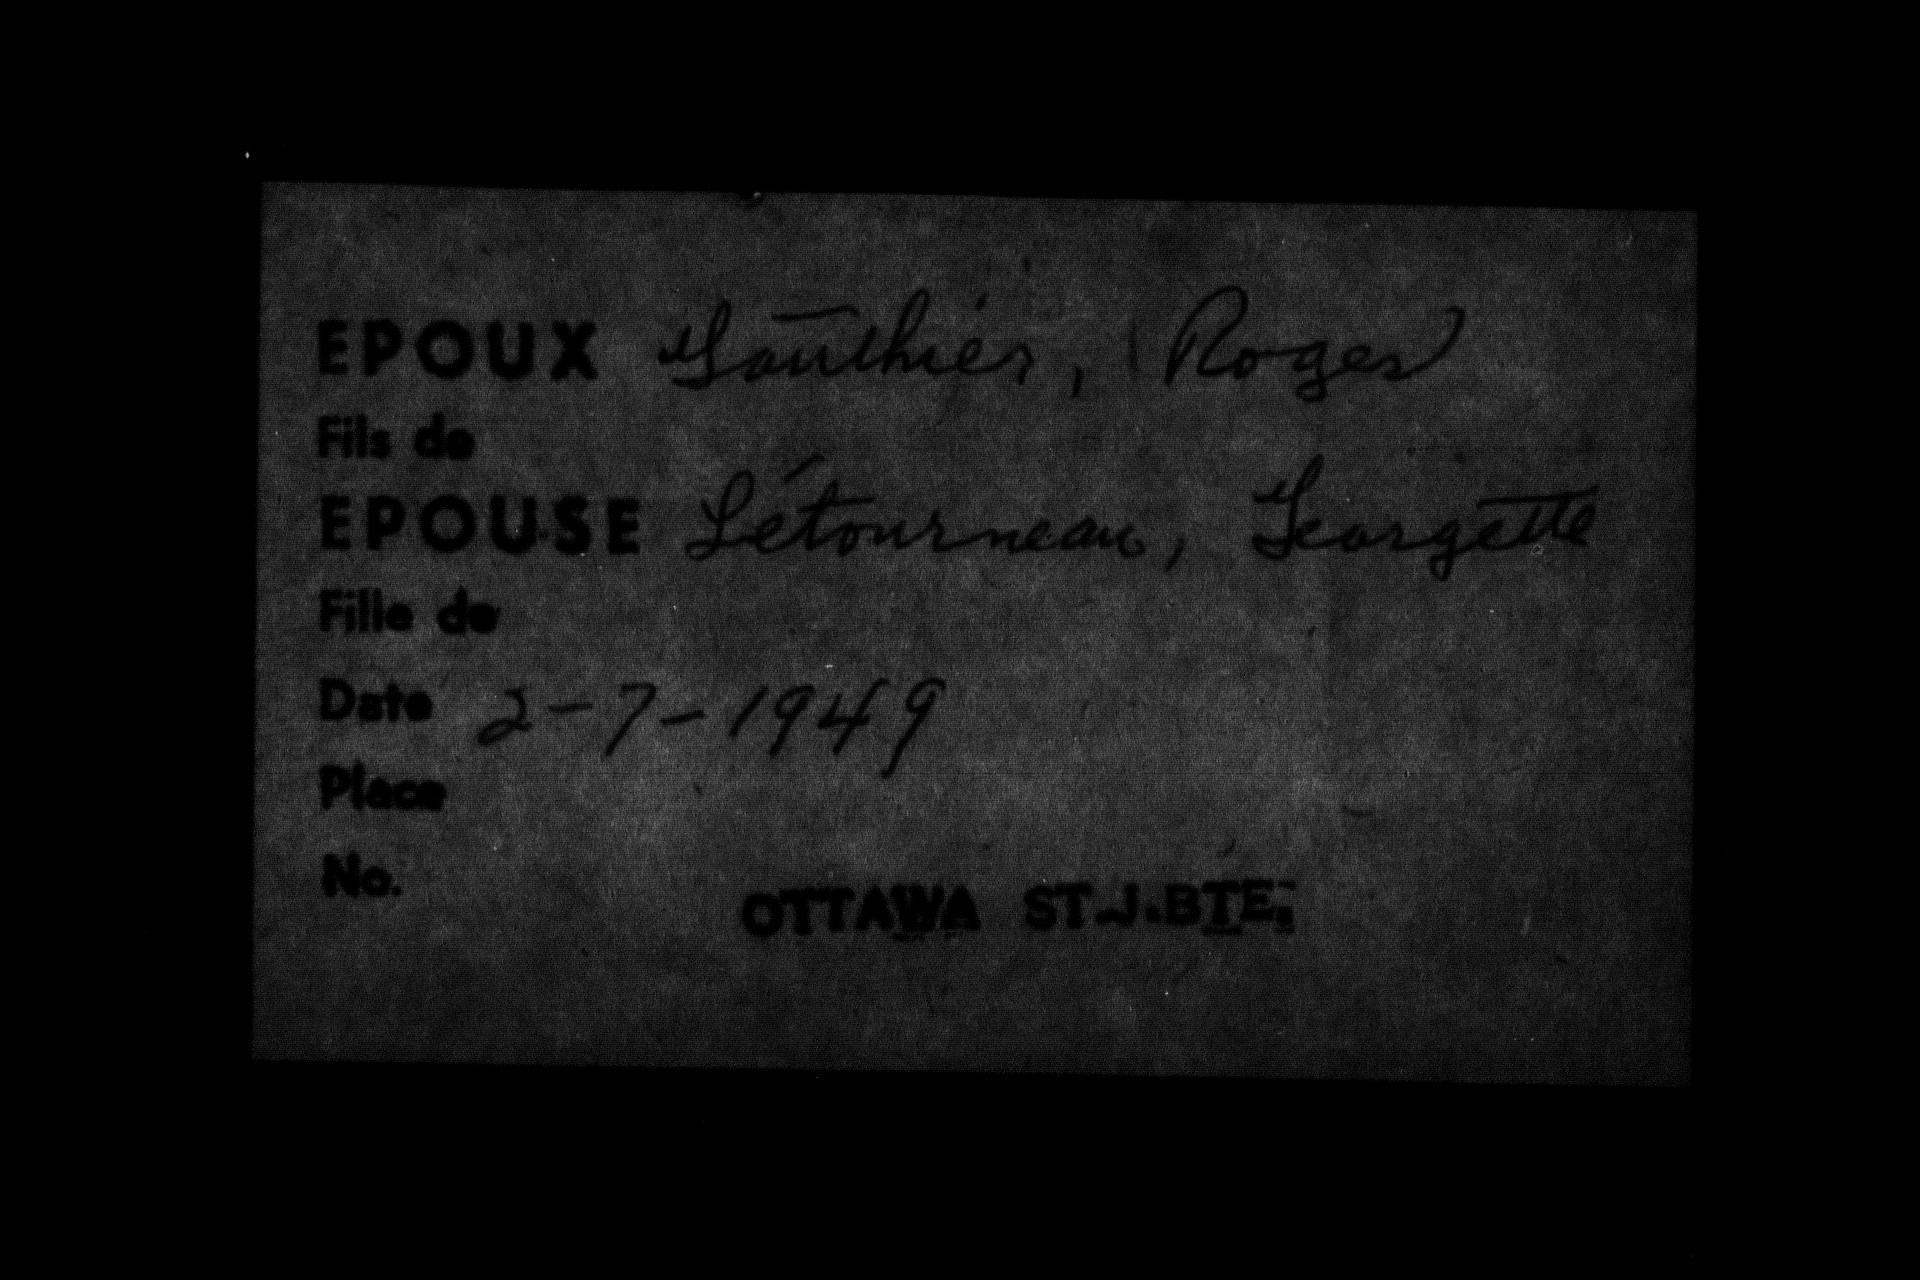 EPOUX Gauthier, Roger
Fils de
EPOUSE Létourneau, Georgette
Fille de
Date 2-7-1949
Place
No.
OTTAWA ST.J.BTE.